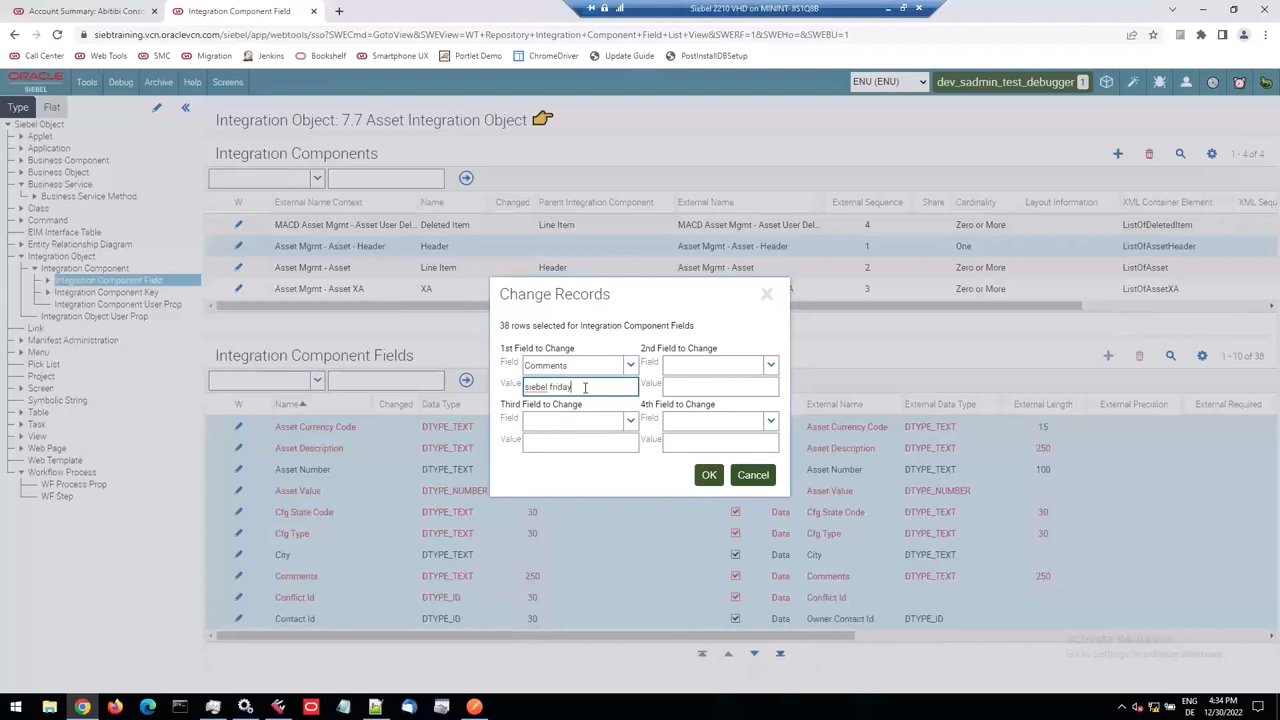 Account Summary: Abitibi Cons
Integration Component Field
Siebel 2210 VHD on MININT-JIS1Q8B
siebtraining.vcn.oraclevcn.com/siebel/app/webtools/sso?SWECmd=GotoView&SWEView=WT+Repository+Integration+Component+Field+List+View&SWERF=1&SWEHo=&SWEBU=1
Call Center Web Tools SMC Migration Jenkins Bookshelf Smartphone UX Portlet Demo ChromeDriver Update Guide PostInstallDBSetup
ORACLE SIEBEL
Tools Debug Archive Help Screens
ENU (ENU)
dev_sadmin_test_debugger 1
Type Flat
Siebel Object
Applet
Application
Business Component
Business Object
Business Service
Business Service Method
Class
Command
EIM Interface Table
Entity Relationship Diagram
Integration Object
Integration Component
Integration Component Field
Integration Component Key
Integration Component User Prop
Integration Object User Prop
Link
Manifest Administration
Menu
Pick List
Project
Screen
Symbolic String
Table
Task
View
Web Page
Web Template
Workflow Process
WF Process Prop
WF Step
Integration Object: 7.7 Asset Integration Object
Integration Components
1 - 4 of 4
W External Name Context Name Changed Parent Integration Component External Name External Sequence Share Cardinality Layout Information XML Container Element XML Sequ
MACD Asset Mgmt - Asset User Del... Deleted Item Line Item MACD Asset Mgmt - Asset User Del... 4 Zero or More ListOfDeletedItem
Asset Mgmt - Asset - Header Header Asset Mgmt - Asset - Header 1 One ListOfAssetHeader
Asset Mgmt - Asset Line Item Header Asset Mgmt - Asset 2 Zero or More ListOfAsset
Asset Mgmt - Asset XA XA 3 Zero or More ListOfAssetXA
Change Records
38 rows selected for Integration Component Fields
1st Field to Change 2nd Field to Change
Field Comments Field
Value siebel friday Value
Third Field to Change 4th Field to Change
Field Field
Value Value
OK Cancel
Integration Component Fields
1 - 10 of 38
Name Changed Data Type External Name External Data Type External Length External Precision External Required
Asset Currency Code DTYPE_TEXT Asset Currency Code DTYPE_TEXT 15
Asset Description DTYPE_TEXT Asset Description DTYPE_TEXT 250
Asset Number DTYPE_TEXT Asset Number DTYPE_TEXT 100
Asset Value DTYPE_NUMBER Asset Value DTYPE_NUMBER
Cfg State Code DTYPE_TEXT 30 Data Cfg State Code DTYPE_TEXT 30
Cfg Type DTYPE_TEXT 30 Data Cfg Type DTYPE_TEXT 30
City DTYPE_TEXT Data City DTYPE_TEXT
Comments DTYPE_TEXT 250 Data Comments DTYPE_TEXT 250
Conflict Id DTYPE_ID 30 Data Conflict Id
Contact Id DTYPE_ID 30 Data Owner Contact Id DTYPE_ID
ENG
DE
4:34 PM
12/30/2022